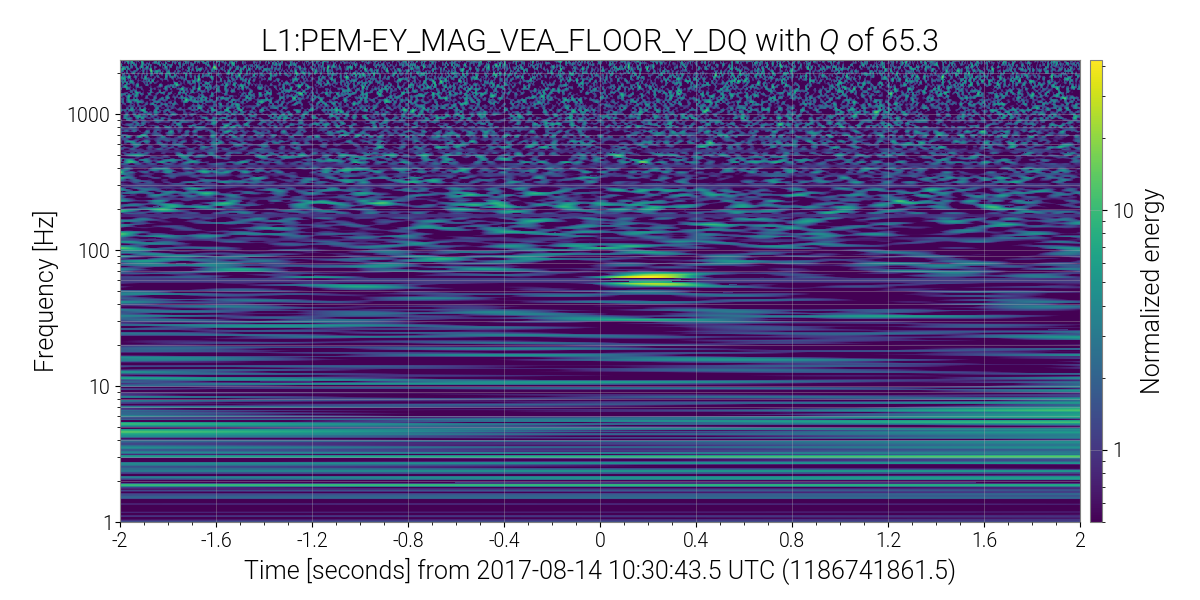 L1:PEM-EY_MAG_VEA_FLOOR_Y_DQ with Q of 65.3
Frequency [Hz]
1000
100
10
1
-2 -1.6 -1.2 -0.8 -0.4 0 0.4 0.8 1.2 1.6 2
Time [seconds] from 2017-08-14 10:30:43.5 UTC (1186741861.5)
10
1
Normalized energy